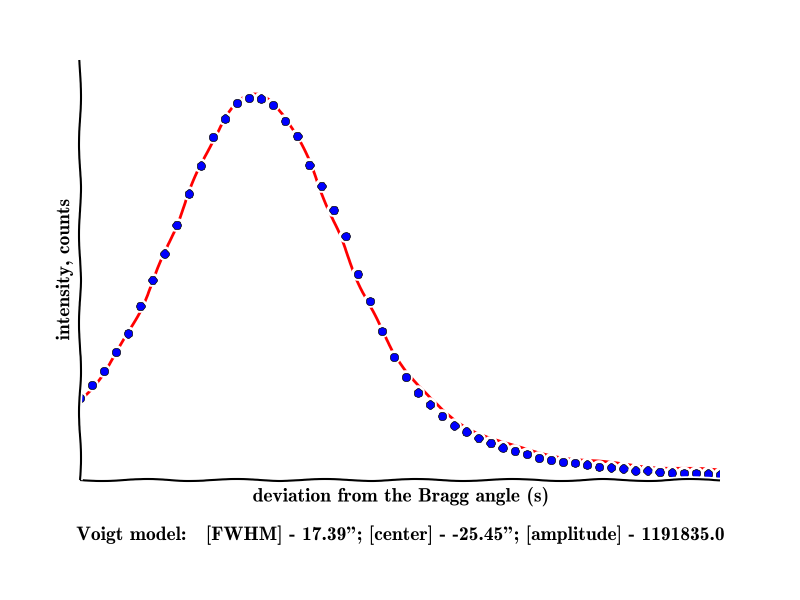 intensity, counts
deviation from the Bragg angle (s)
Voigt model: [FWHM] - 17.39”; [center] - -25.45”; [amplitude] - 1191835.0